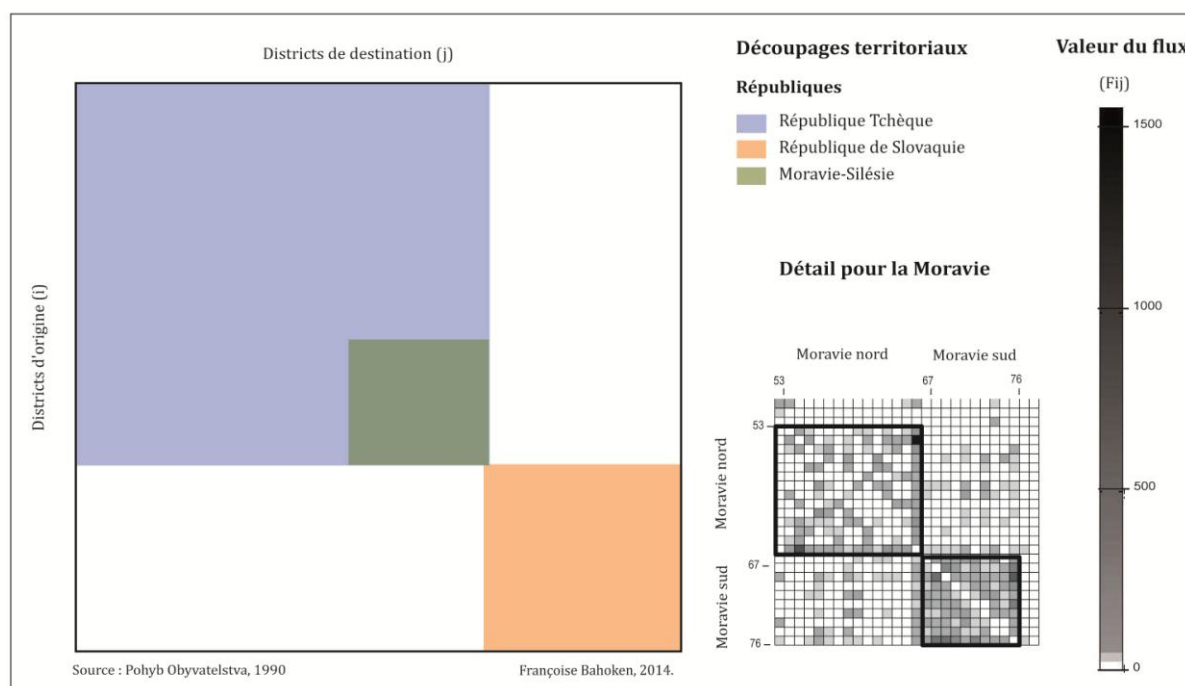 Districts de destination (j)
Districts d'origine (i)
Découpages territoriaux
Républiques
République Tchèque
République de Slovaquie
Moravie-Silésie
Valeur du flux
(Fij)
1500
1000
500
0
Détail pour la Moravie
Moravie nord Moravie sud
53 67 76
53
Moravie nord
67
Moravie sud
76
Source : Pohyb Obyvatelstva, 1990
Françoise Bahoken, 2014.